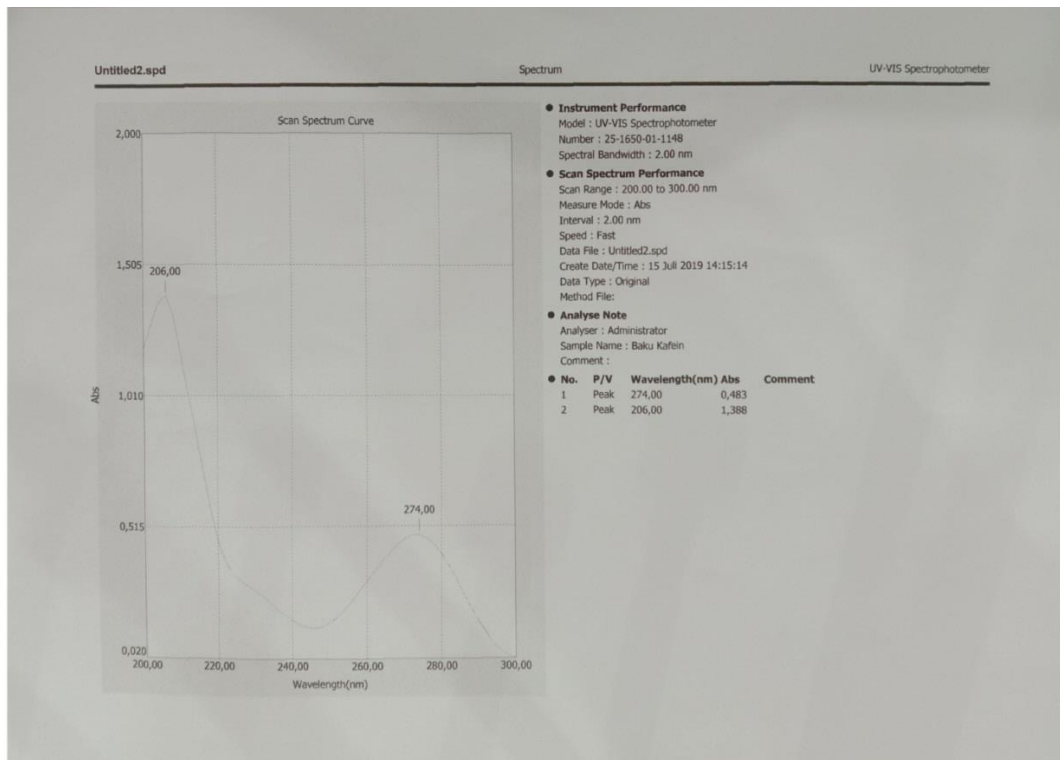 Untitled2.spd Spectrum UV-VIS Spectrophotometer
Scan Spectrum Curve
2,000
1,505
206,00
1,010
Abs
274,00
0,515
0,020
200,00 220,00 240,00 260,00 280,00 300,00
Wavelength(nm)
Instrument Performance
Model : UV-VIS Spectrophotometer
Number : 25-1650-01-1148
Spectral Bandwidth : 2.00 nm
Scan Spectrum Performance
Scan Range : 200.00 to 300.00 nm
Measure Mode : Abs
Interval : 2.00 nm
Speed : Fast
Data File : Untitled2.spd
Create Date/Time : 15 Juli 2019 14:15:14
Data Type : Original
Method File:
Analyse Note
Analyser : Administrator
Sample Name : Baku Kafein
Comment :
No. P/V Wavelength(nm) Abs Comment
1 Peak 274,00 0,483
2 Peak 206,00 1,388